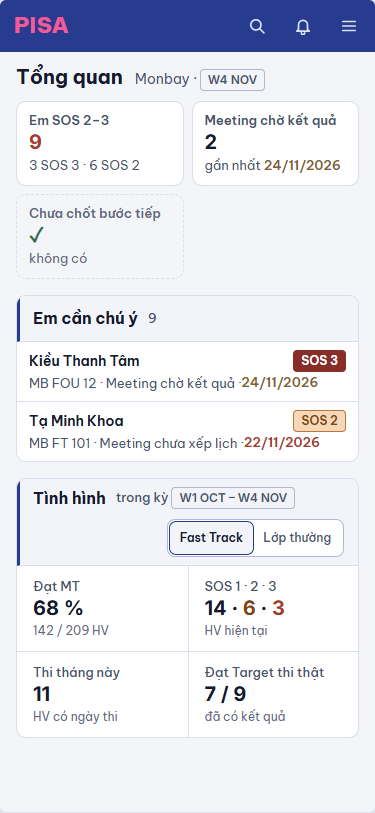 PISA
Tổng quan Monbay · W4 NOV
Em SOS 2–3
9
3 SOS 3 · 6 SOS 2
Meeting chờ kết quả
2
gần nhất 24/11/2026
Chưa chốt bước tiếp
✓
không có
Em cần chú ý 9
Kiều Thanh Tâm SOS 3
MB FOU 12 · Meeting chờ kết quả ·24/11/2026
Tạ Minh Khoa SOS 2
MB FT 101 · Meeting chưa xếp lịch ·22/11/2026
Tình hình trong kỳ W1 OCT – W4 NOV
Fast Track Lớp thường
Đạt MT
68 %
142 / 209 HV
SOS 1 · 2 · 3
14 · 6 · 3
HV hiện tại
Thi tháng này
11
HV có ngày thi
Đạt Target thi thật
7 / 9
đã có kết quả